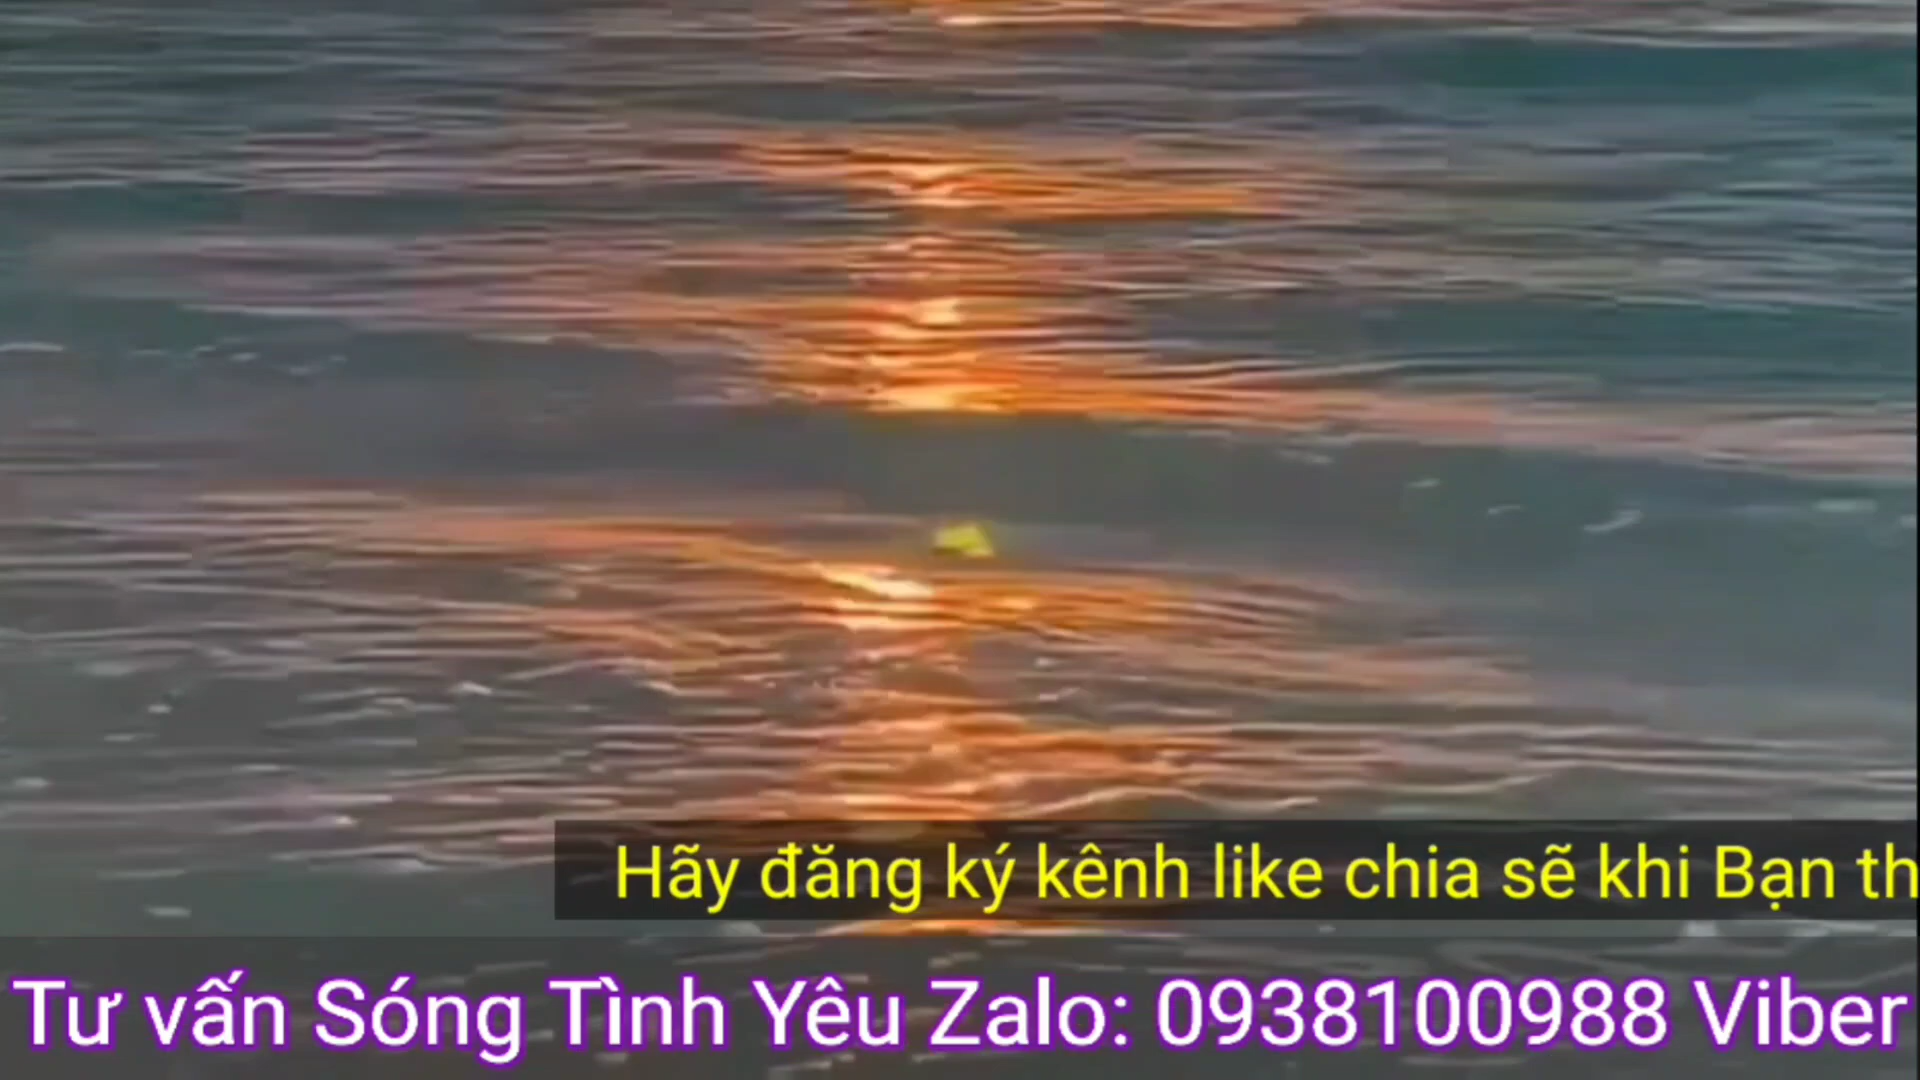 Hãy đăng ký kênh like chia sẽ khi Bạn th
Tư vấn Sóng Tình Yêu Zalo: 0938100988 Viber